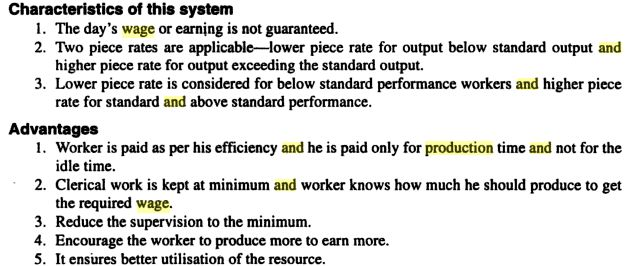 Characteristics of this system
1. The day's wage or earning is not guaranteed.
2. Two piece rates are applicable—lower piece rate for output below standard output and
higher piece rate for output exceeding the standard output.
3. Lower piece rate is considered for below standard performance workers and higher piece
rate for standard and above standard performance.
Advantages
1. Worker is paid as per his efficiency and he is paid only for production time and not for the
idle time.
2. Clerical work is kept at minimum and worker knows how much he should produce to get
the required wage.
3. Reduce the supervision to the minimum.
4. Encourage the worker to produce more to earn more.
5. It ensures better utilisation of the resource.